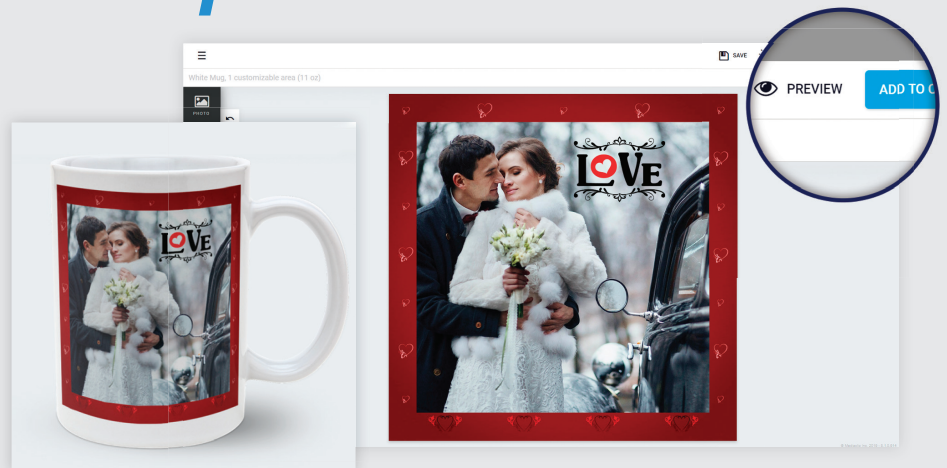 SAVE
White Mug, 1 customizable area (11 oz)
PHOTO
PREVIEW
ADD TO
LOVE
LOVE